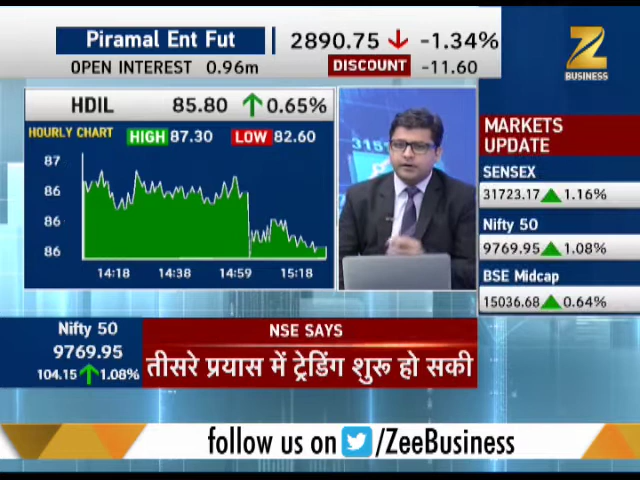 Piramal Ent Fut
2890.75 -1.34%
OPEN INTEREST 0.96m
DISCOUNT -11.60
Z
BUSINESS
HDIL 85.80 0.65%
HOURLY CHART HIGH 87.30 LOW 82.60
87
86
86
86
14:18 14:38 14:59 15:18
3151
MARKETS
UPDATE
SENSEX
31723.17 1.16%
Nifty 50
9769.95 1.08%
BSE Midcap
15036.68 0.64%
Nifty 50
9769.95
104.15 1.08%
NSE SAYS
तीसरे प्रयास में ट्रेडिंग शुरू हो सकी
follow us on /ZeeBusiness